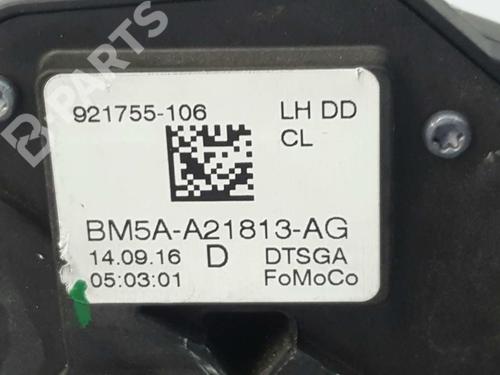 B-PARTS
921755-106 LH DD
CL
BM5A-A21813-AG
14.09.16 D DTSGA
05:03:01 FoMoCo